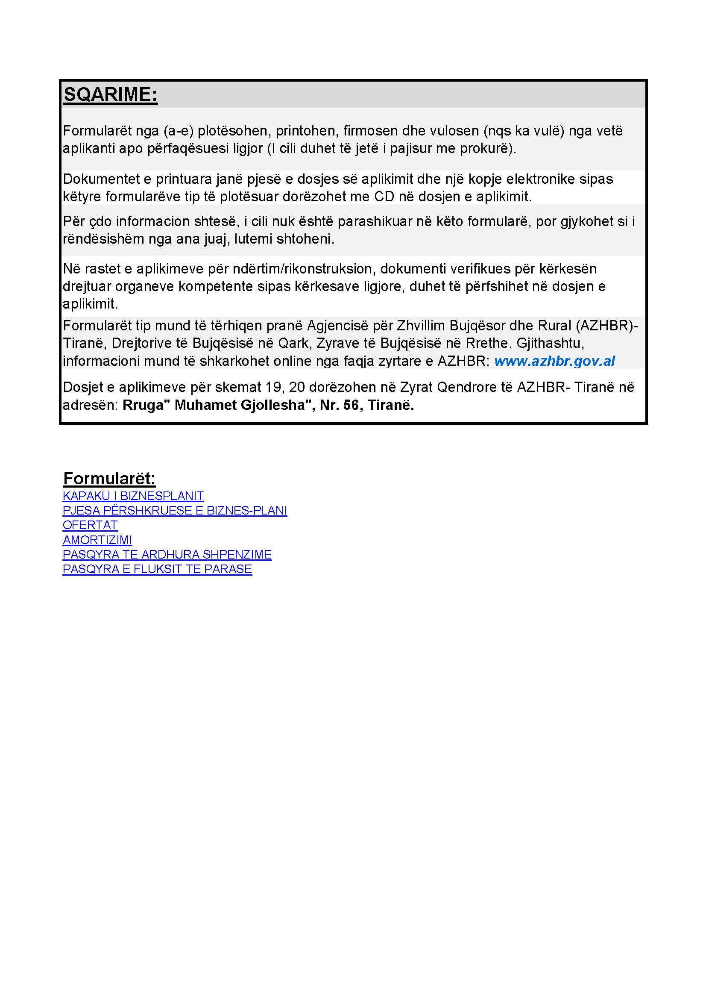 SQARIME:
Formularët nga (a-e) plotësohen, printohen, firmosen dhe vulosen (nqs ka vulë) nga vetë
aplikanti apo përfaqësuesi ligjor (I cili duhet të jetë i pajisur me prokurë).
Dokumentet e printuara janë pjesë e dosjes së aplikimit dhe një kopje elektronike sipas
këtyre formularëve tip të plotësuar dorëzohet me CD në dosjen e aplikimit.
Për çdo informacion shtesë, i cili nuk është parashikuar në këto formularë, por gjykohet si i
rëndësishëm nga ana juaj, lutemi shtoheni.
Në rastet e aplikimeve për ndërtim/rikonstruksion, dokumenti verifikues për kërkesën
drejtuar organeve kompetente sipas kërkesave ligjore, duhet të përfshihet në dosjen e
aplikimit.
Formularët tip mund të tërhiqen pranë Agjencisë për Zhvillim Bujqësor dhe Rural (AZHBR)-
Tiranë, Drejtorive të Bujqësisë në Qark, Zyrave të Bujqësisë në Rrethe. Gjithashtu,
informacioni mund të shkarkohet online nga faqja zyrtare e AZHBR: www.azhbr.gov.al
Dosjet e aplikimeve për skemat 19, 20 dorëzohen në Zyrat Qendrore të AZHBR- Tiranë në
adresën: Rruga" Muhamet Gjollesha", Nr. 56, Tiranë.
Formularët:
KAPAKU I BIZNESPLANIT
PJESA PËRSHKRUESE E BIZNES-PLANI
OFERTAT
AMORTIZIMI
PASQYRA TE ARDHURA SHPENZIME
PASQYRA E FLUKSIT TE PARASE